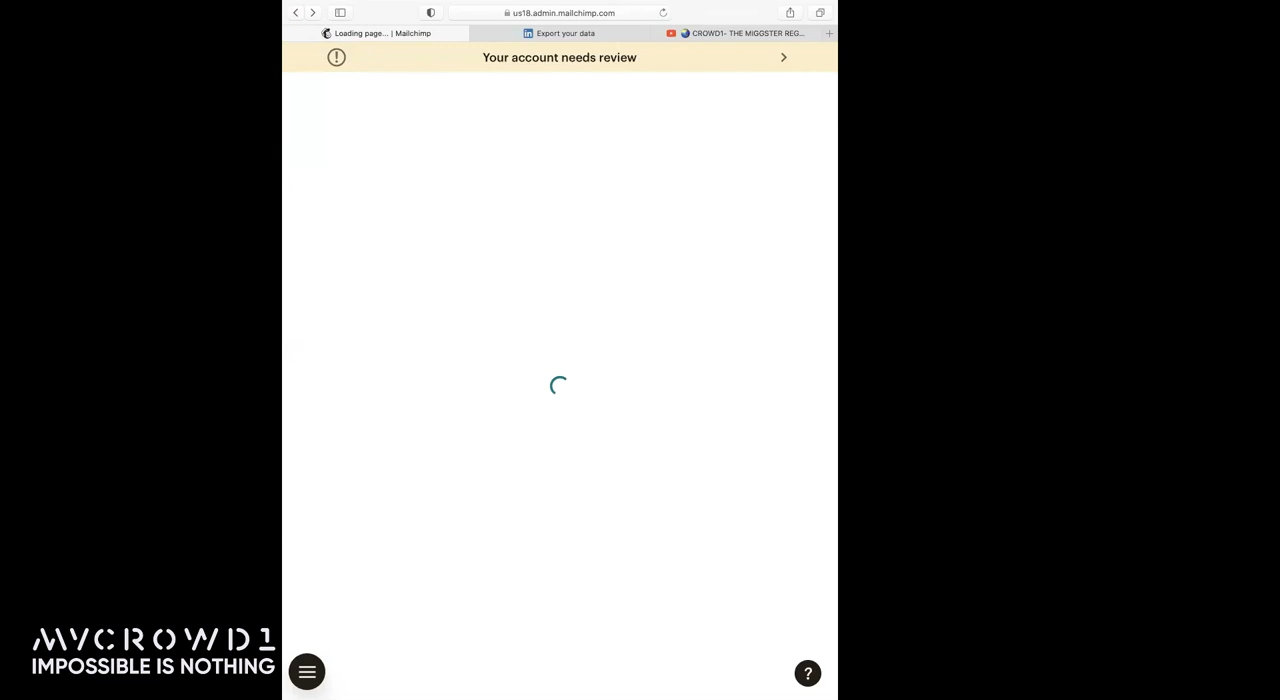 us18.admin.mailchimp.com
Loading page... | Mailchimp
Export your data
CROWD1- THE MIGGSTER REG...
Your account needs review
MYCROWD1
IMPOSSIBLE IS NOTHING
?